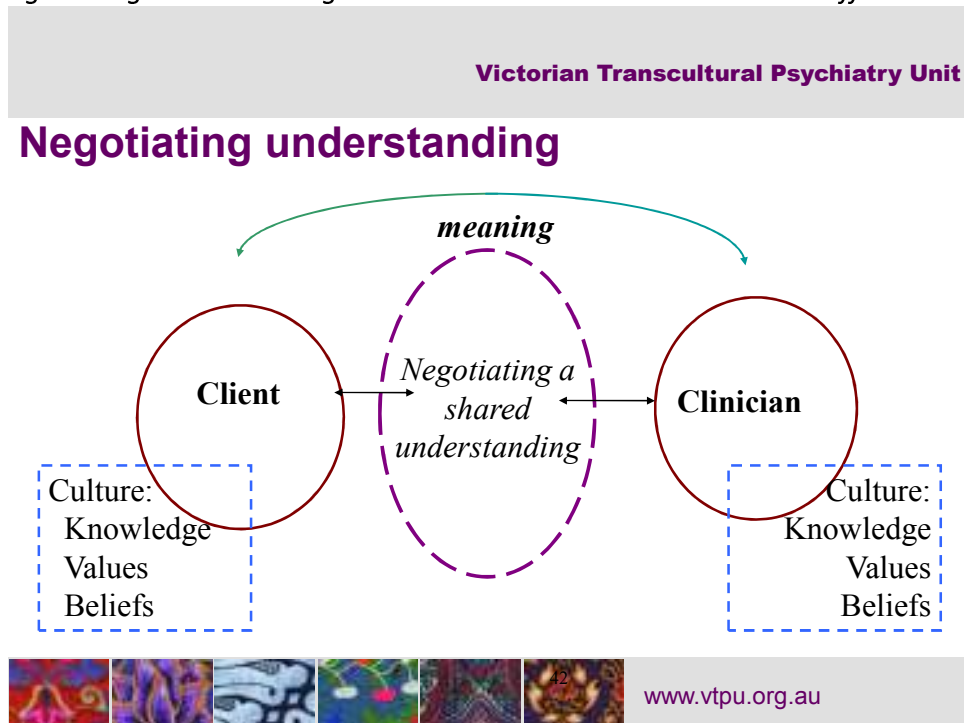 Victorian Transcultural Psychiatry Unit
Negotiating understanding
meaning
Client
Negotiating a
shared
understanding
Clinician
Culture:
Knowledge
Values
Beliefs
Culture:
Knowledge
Values
Beliefs
42
www.vtpu.org.au